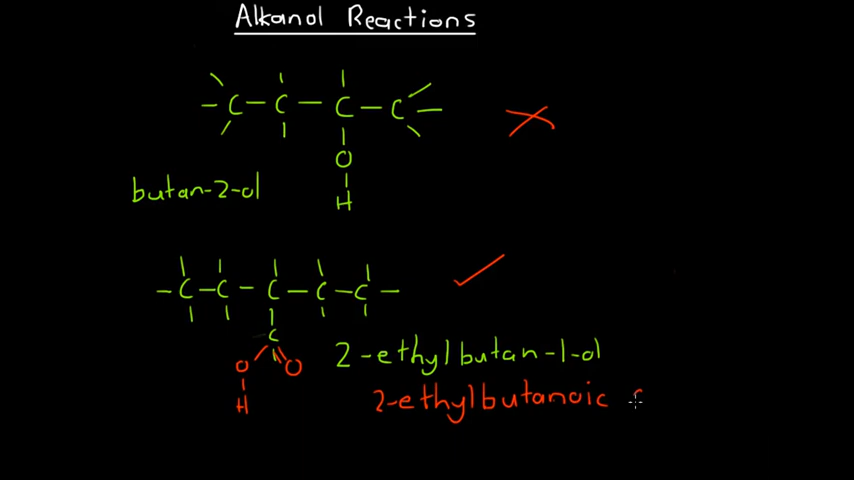 Alkanol Reactions
C - C - C - C
O
H
butan-2-ol
- C - C - C - C - C -
C
O O
H
2-ethylbutan-1-ol
2-ethylbutanoic